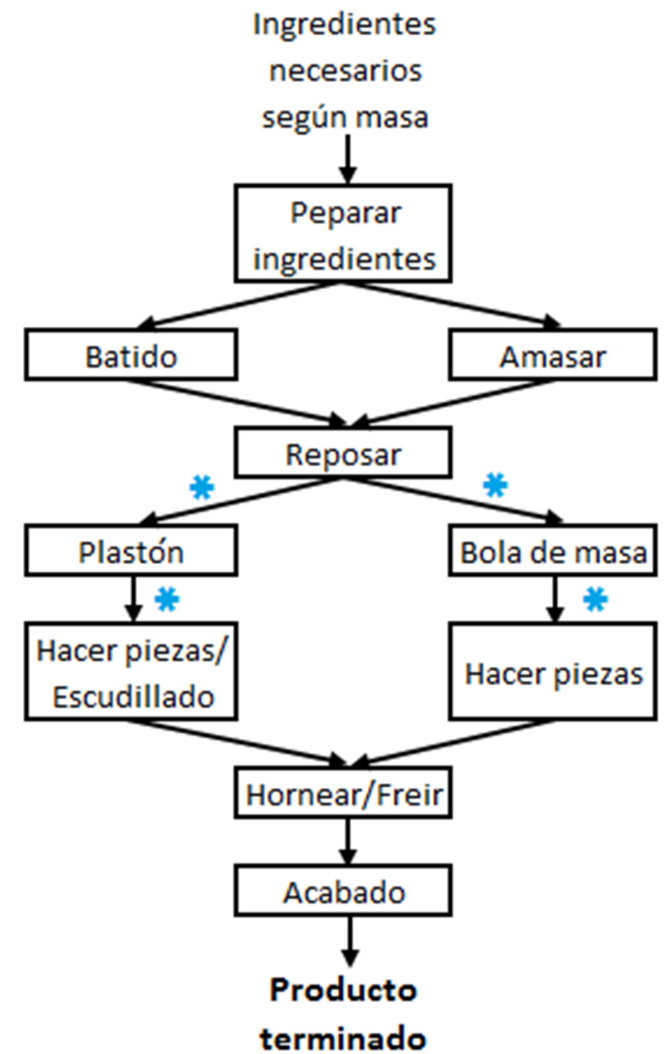 Ingredientes
necesarios
según masa
Peparar
ingredientes
Batido
Amasar
Reposar
*
*
Plastón
Bola de masa
*
*
Hacer piezas/
Escudillado
Hacer piezas
Hornear/Freir
Acabado
Producto
terminado